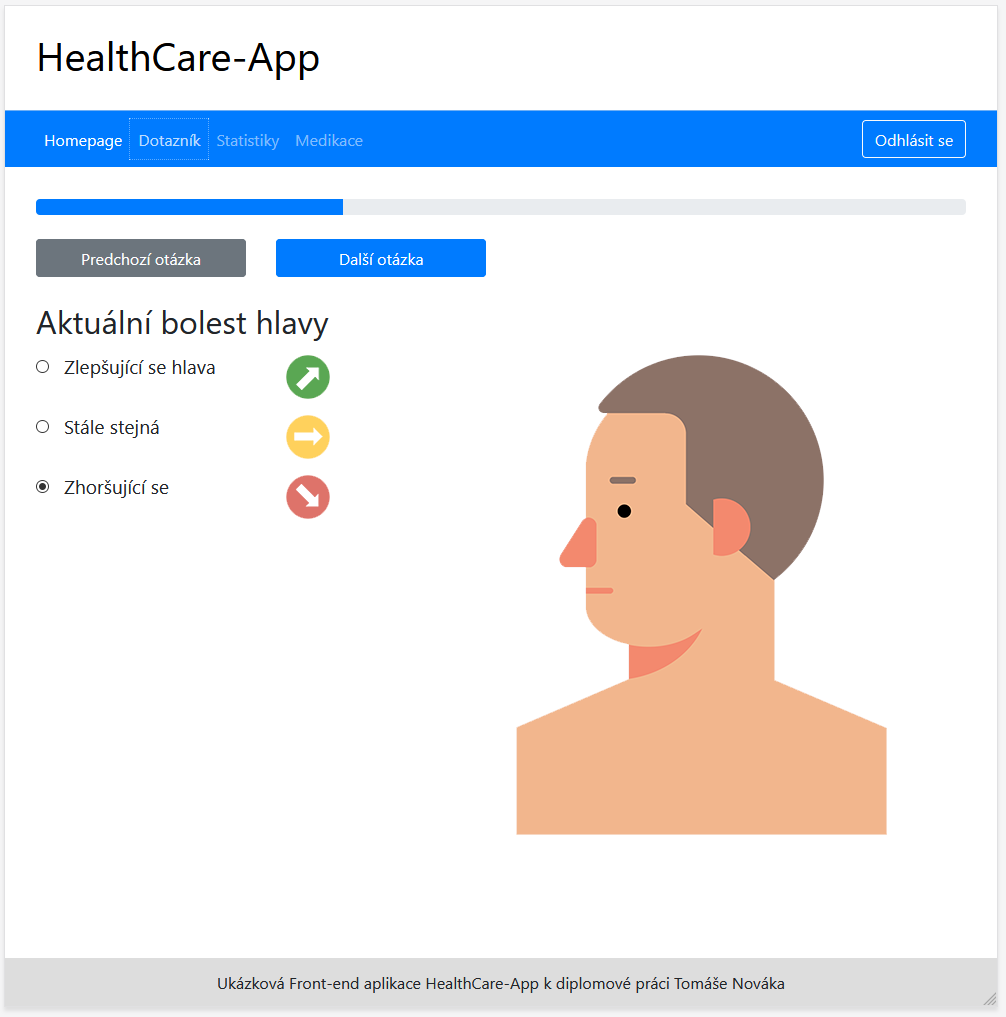 HealthCare-App
Homepage Dotazník Statistiky Medikace Odhlásit se
Predchozí otázka Další otázka
Aktuální bolest hlavy
Zlepšující se hlava
Stále stejná
Zhoršující se
Ukázková Front-end aplikace HealthCare-App k diplomové práci Tomáše Nováka